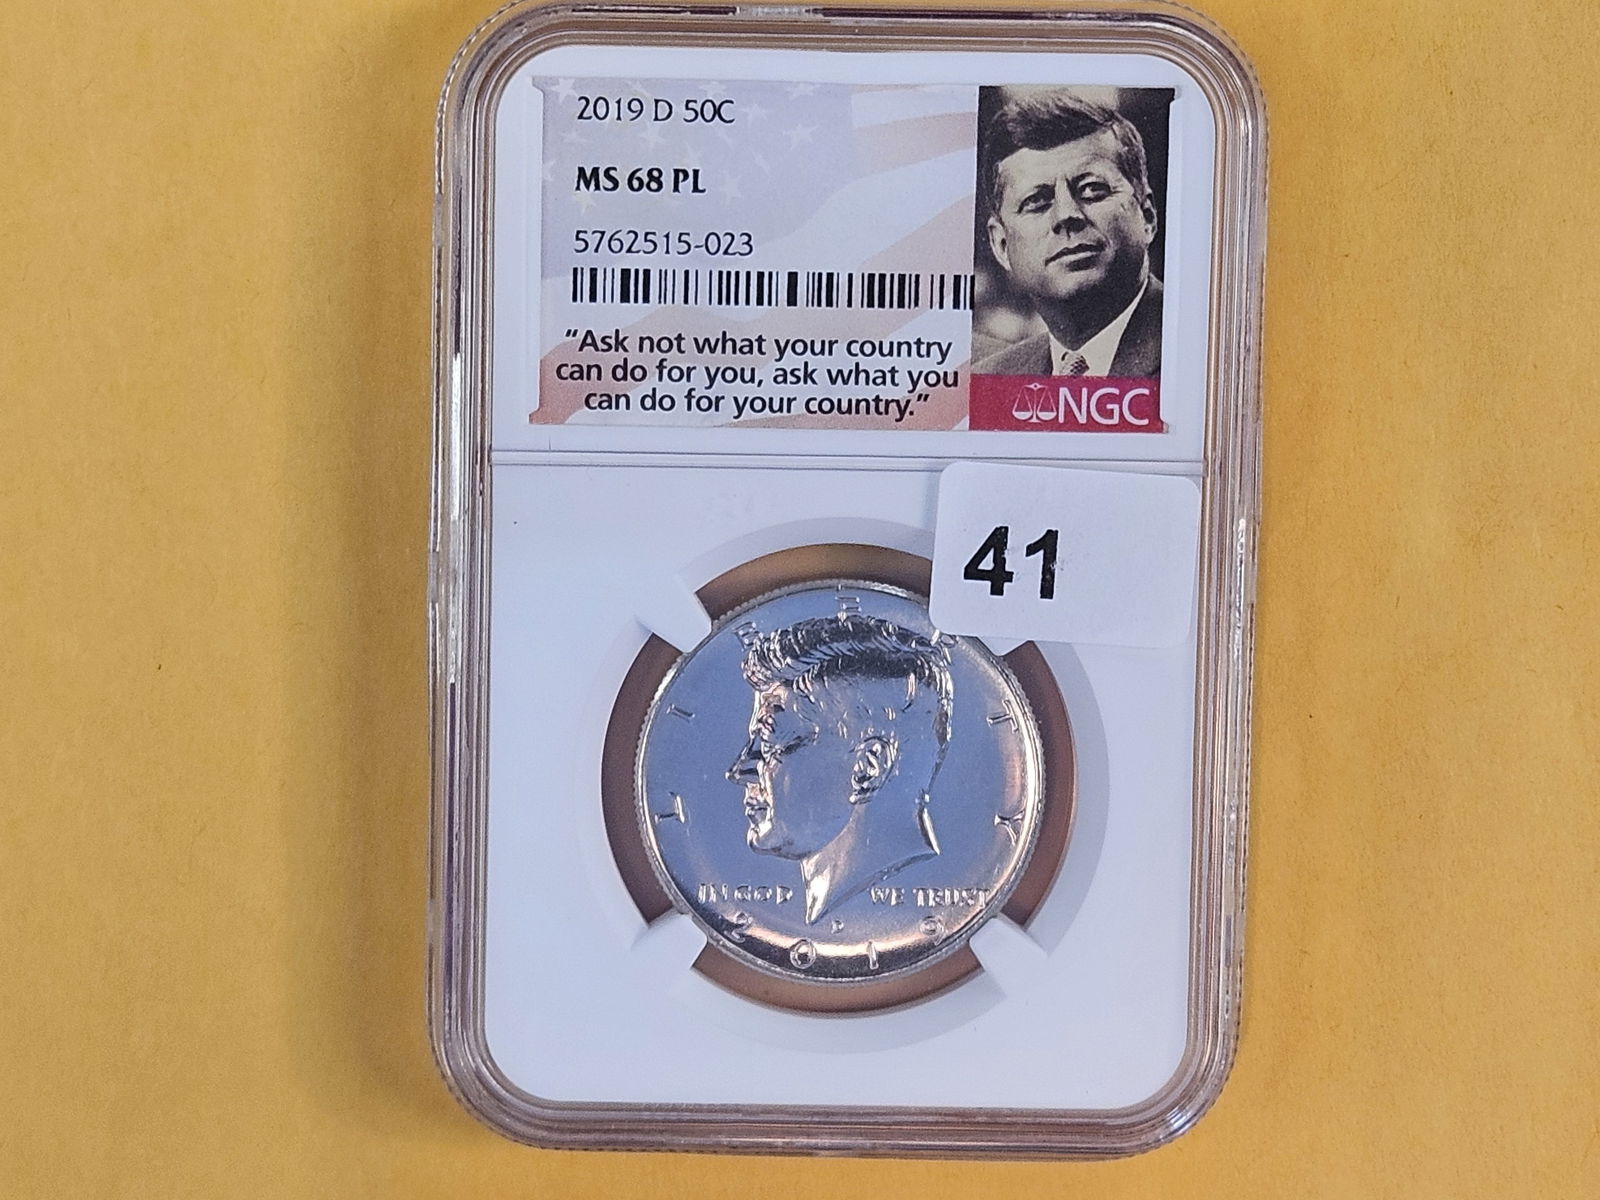 2019 D 50C
MS 68 PL
5762515-023
“Ask not what your country
can do for you, ask what you
can do for your country.”
NGC
41
IN GOD WE TRUST
D
2019